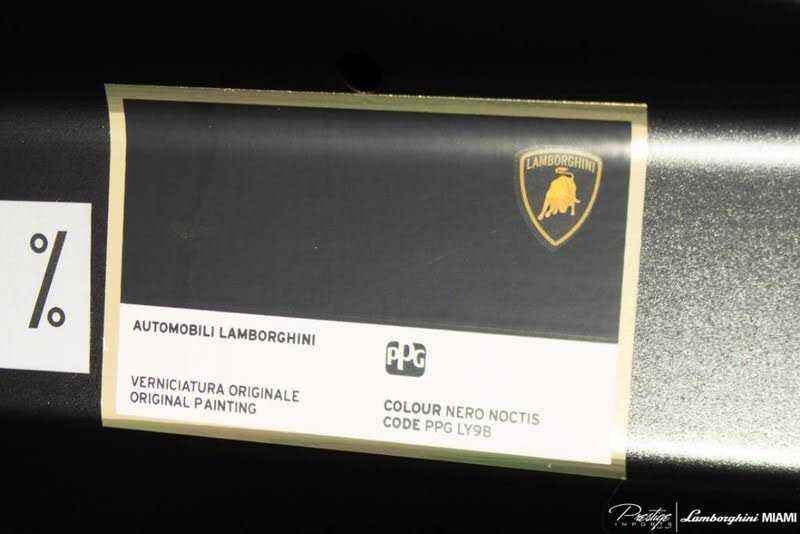 LAMBORGHINI
%
AUTOMOBILI LAMBORGHINI
PPG
VERNICIATURA ORIGINALE
ORIGINAL PAINTING
COLOUR NERO NOCTIS
CODE PPG LY9B
Prestige
IMPORTS
Lamborghini MIAMI